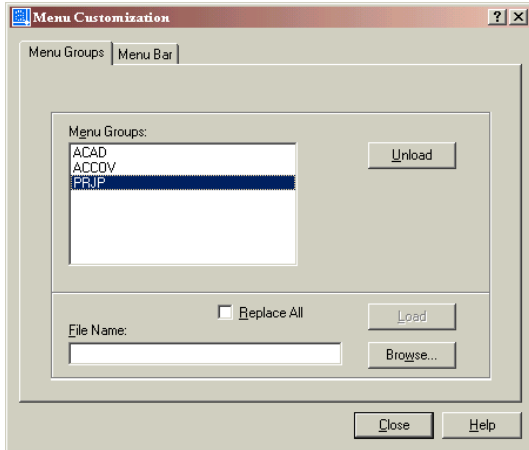 Menu Customization
Menu Groups Menu Bar
Menu Groups:
ACAD
ACCOV
PRJP
Unload
Replace All
Load
File Name:
Browse...
Close Help